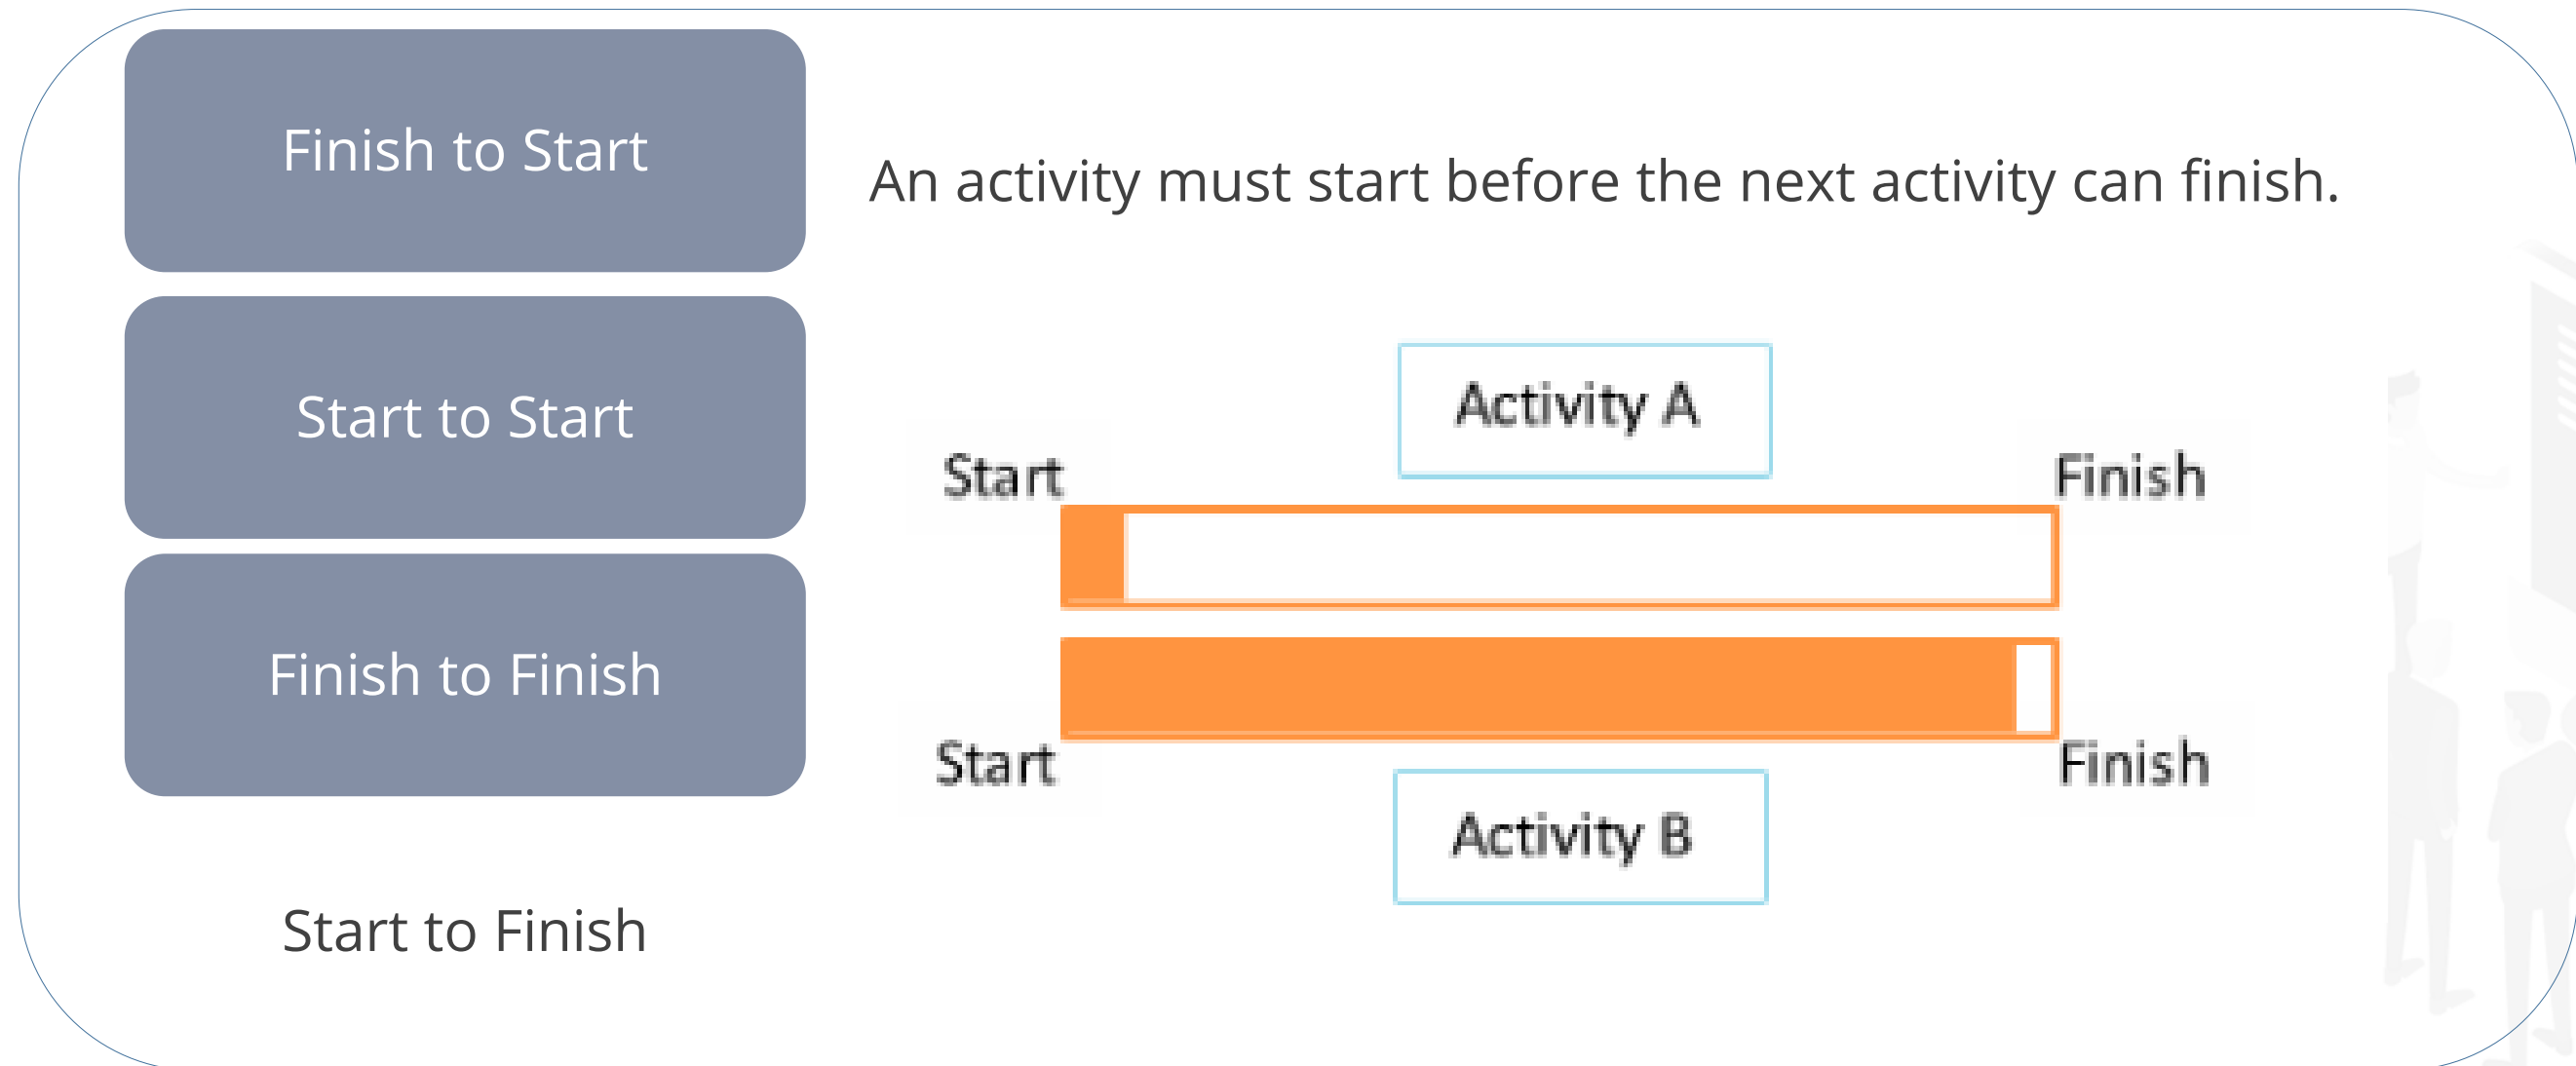 Finish to Start
Start to Start
Finish to Finish
Start to Finish
An activity must start before the next activity can finish.
Activity A
Start
Finish
Start
Finish
Activity B